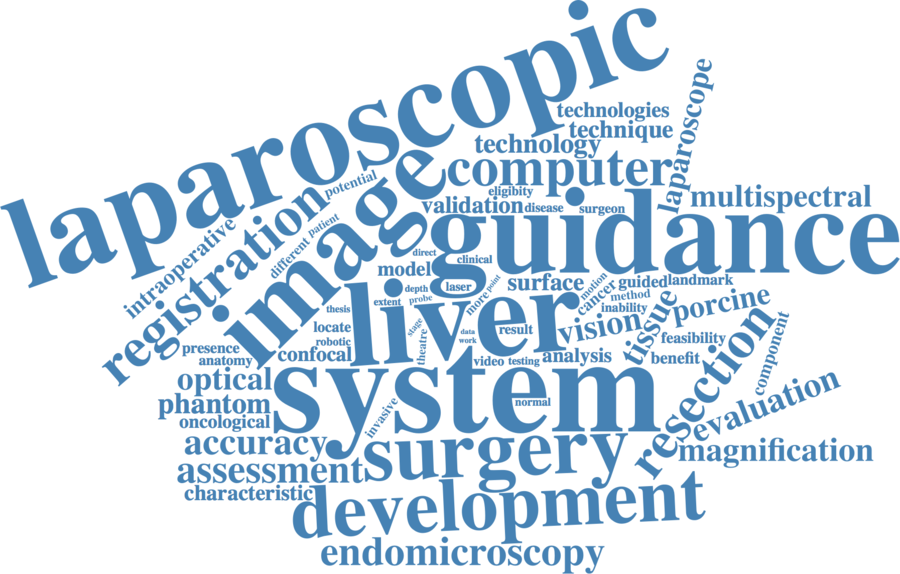 laparoscopic
technologies
technique
technology
laparoscope
computer
potential
registration
image
eligibity
multispectral
validation
disease
surgeon
intraoperative
different
patient
guidance
direct
clinical
model
depth
laser
more
point
surface
motion
cancer
guided
landmark
method
porcine
extent
probe
thesis
liver
inability
vision
tissue
locate
robotic
stage
theatre
data
work
result
feasibility
presence
anatomy
confocal
video
testing
analysis
benefit
resection
component
optical
system
phantom
oncological
invasive
normal
evaluation
accuracy
surgery
magnification
assessment
characteristic
development
endomicroscopy